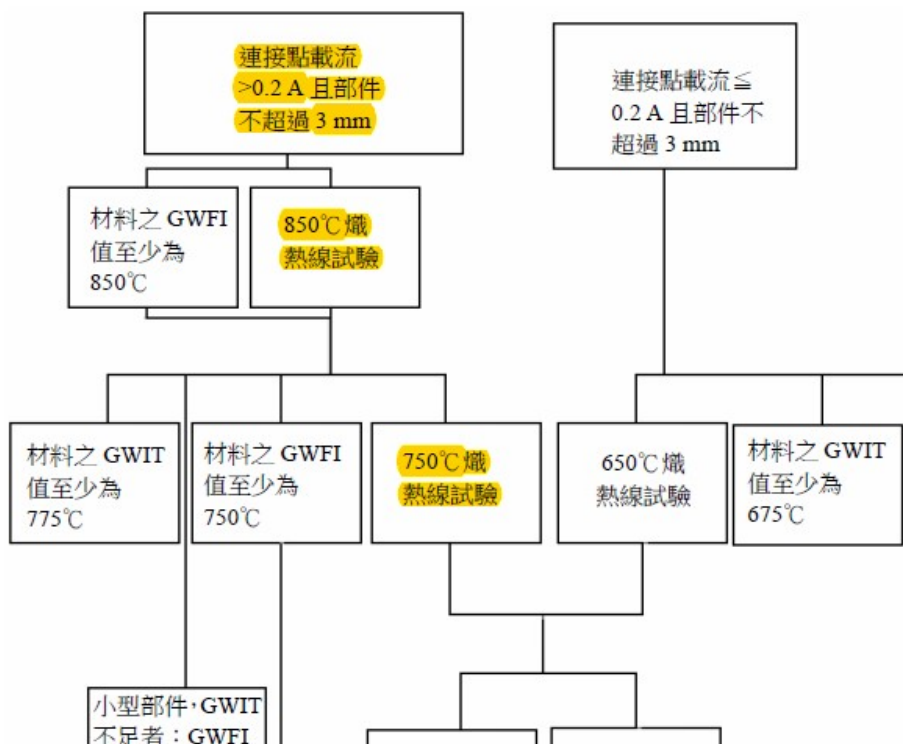 連接點載流
>0.2 A 且部件
不超過 3 mm
連接點載流≦
0.2 A 且部件不
超過 3 mm
材料之 GWFI
值至少為
850℃
850℃ 熾
熱線試驗
材料之 GWIT
值至少為
775℃
材料之 GWFI
值至少為
750℃
750℃ 熾
熱線試驗
650℃ 熾
熱線試驗
材料之 GWIT
值至少為
675℃
小型部件，GWIT
不足者：GWFI